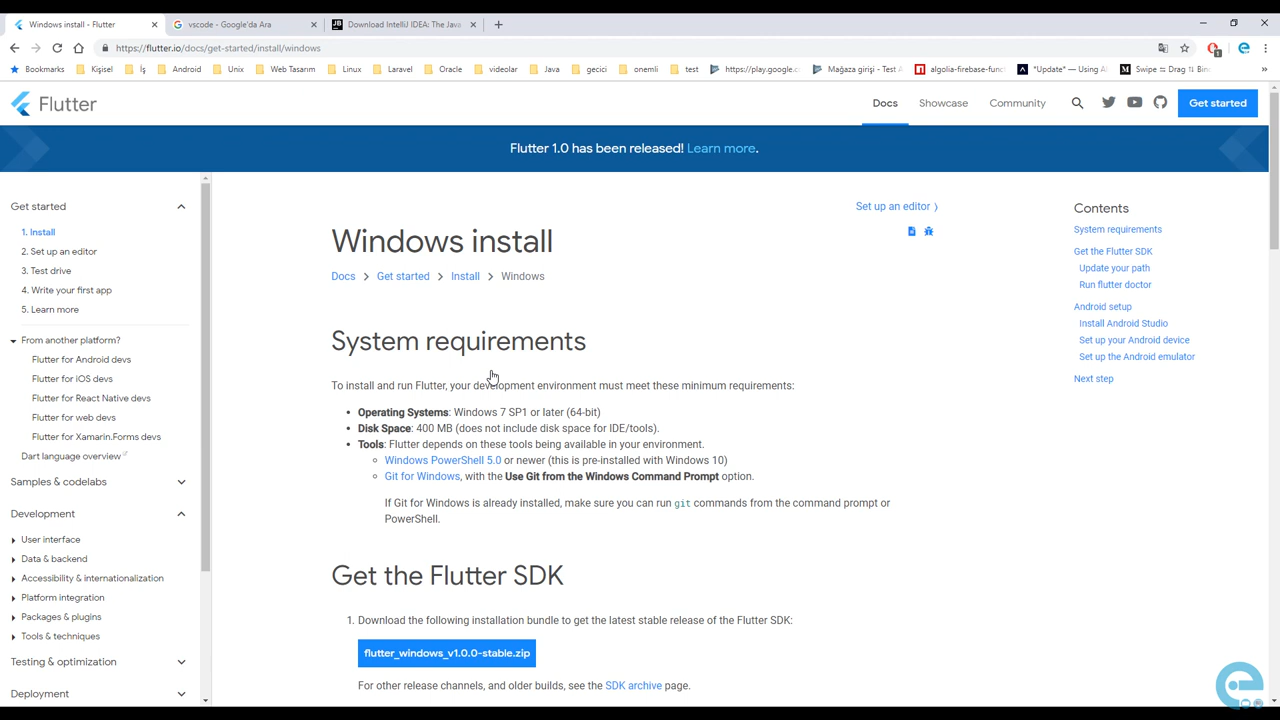 Windows install - Flutter
vscode - Google'da Ara
Download IntelliJ IDEA: The Java
https://flutter.io/docs/get-started/install/windows
Bookmarks
Kişisel
İş
Android
Unix
Web Tasarım
Linux
Laravel
Oracle
videolar
Java
gecici
onemli
test
https://play.google.c
Mağaza girişi - Test A
algolia-firebase-func
*Update* — Using A
Swipe ⇆ Drag ⇅ Bin
»
Flutter
Docs
Showcase
Community
Get started
Flutter 1.0 has been released! Learn more.
Get started
1. Install
2. Set up an editor
3. Test drive
4. Write your first app
5. Learn more
From another platform?
Flutter for Android devs
Flutter for iOS devs
Flutter for React Native devs
Flutter for web devs
Flutter for Xamarin.Forms devs
Dart language overview
Samples & codelabs
Development
User interface
Data & backend
Accessibility & internationalization
Platform integration
Packages & plugins
Tools & techniques
Testing & optimization
Deployment
Set up an editor ⟩
Windows install
Docs > Get started > Install > Windows
System requirements
To install and run Flutter, your development environment must meet these minimum requirements:
• Operating Systems: Windows 7 SP1 or later (64-bit)
• Disk Space: 400 MB (does not include disk space for IDE/tools).
• Tools: Flutter depends on these tools being available in your environment.
◦ Windows PowerShell 5.0 or newer (this is pre-installed with Windows 10)
◦ Git for Windows, with the Use Git from the Windows Command Prompt option.
If Git for Windows is already installed, make sure you can run git commands from the command prompt or
PowerShell.
Get the Flutter SDK
1. Download the following installation bundle to get the latest stable release of the Flutter SDK:
flutter_windows_v1.0.0-stable.zip
For other release channels, and older builds, see the SDK archive page.
Contents
System requirements
Get the Flutter SDK
Update your path
Run flutter doctor
Android setup
Install Android Studio
Set up your Android device
Set up the Android emulator
Next step